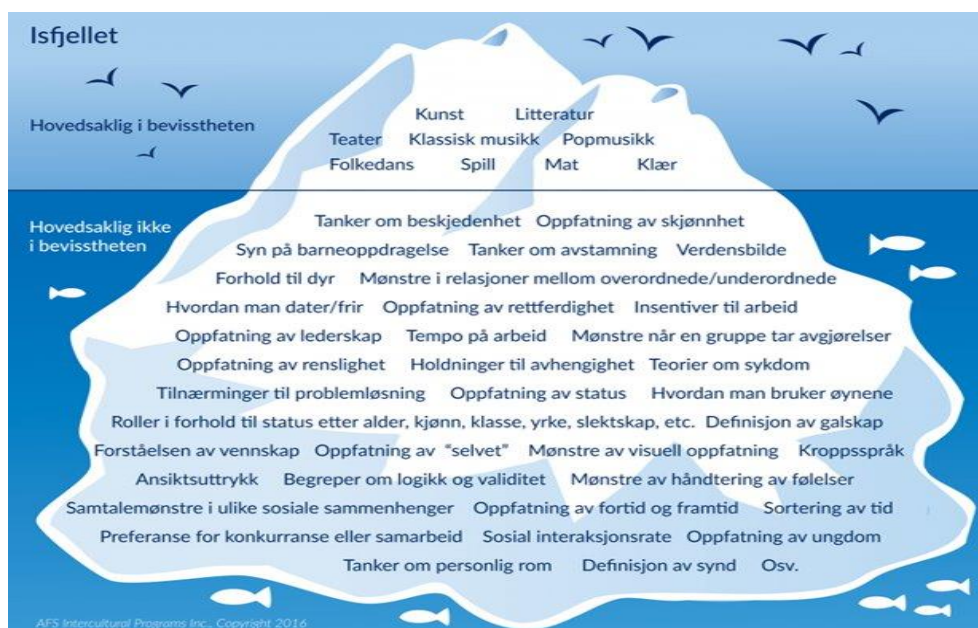 Isfjellet
Hovedsaklig i bevisstheten
Kunst Litteratur
Teater Klassisk musikk Popmusikk
Folkedans Spill Mat Klær
Hovedsaklig ikke
i bevisstheten
Tanker om beskjedenhet Oppfatning av skjønnhet
Syn på barneoppdragelse Tanker om avstamning Verdensbilde
Forhold til dyr Mønstre i relasjoner mellom overordnede/underordnede
Hvordan man dater/frir Oppfatning av rettferdighet Insentiver til arbeid
Oppfatning av lederskap Tempo på arbeid Mønstre når en gruppe tar avgjørelser
Oppfatning av renslighet Holdninger til avhengighet Teorier om sykdom
Tilnærminger til problemløsning Oppfatning av status Hvordan man bruker øynene
Roller i forhold til status etter alder, kjønn, klasse, yrke, slektskap, etc. Definisjon av galskap
Forståelsen av vennskap Oppfatning av “selvet” Mønstre av visuell oppfatning Kroppsspråk
Ansiktsuttrykk Begreper om logikk og validitet Mønstre av håndtering av følelser
Samtalemønstre i ulike sosiale sammenhenger Oppfatning av fortid og framtid Sortering av tid
Preferanse for konkurranse eller samarbeid Sosial interaksjonsrate Oppfatning av ungdom
Tanker om personlig rom Definisjon av synd Osv.
AFS Intercultural Programs Inc., Copyright 2016